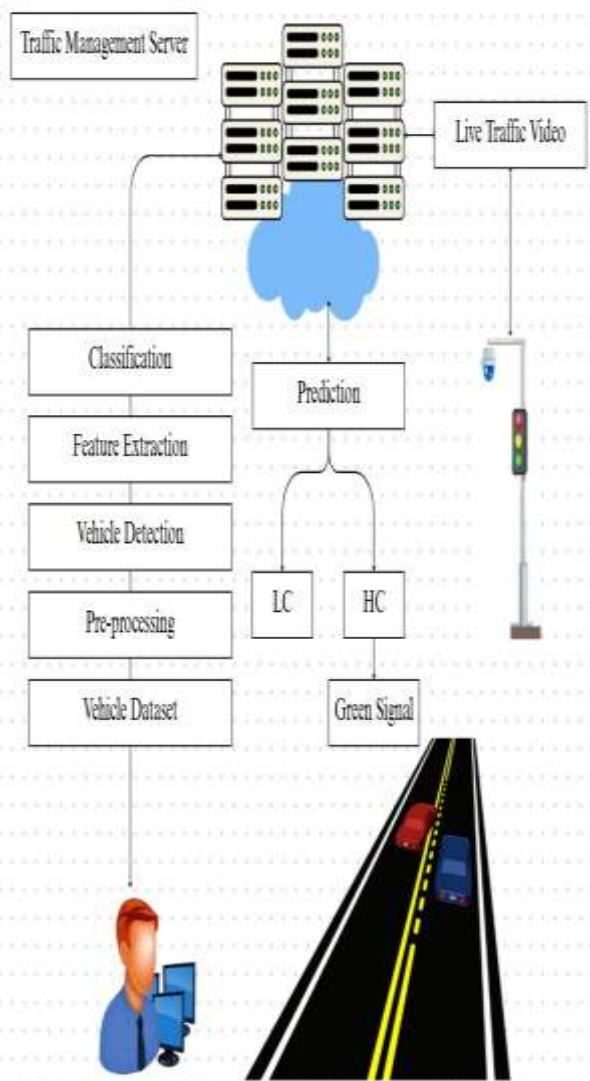 Traffic Management Server
Live Traffic Video
Classification
Prediction
Feature Extraction
Vehicle Detection
LC
HC
Pre-processing
Vehicle Dataset
Green Signal